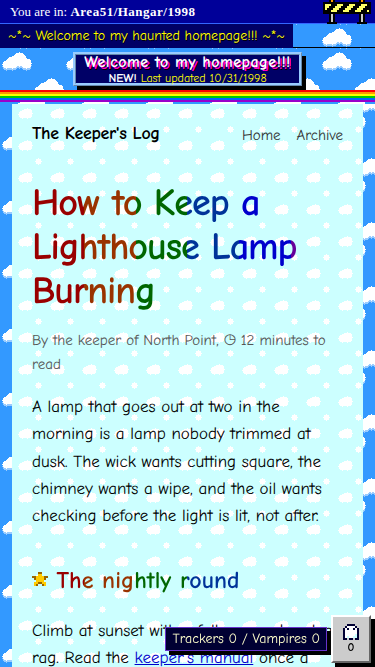 You are in: Area51/Hangar/1998
~*~ Welcome to my haunted homepage!!! ~*~
Welcome to my homepage!!!
NEW! Last updated 10/31/1998
The Keeper's Log
Home Archive
How to Keep a
Lighthouse Lamp
Burning
By the keeper of North Point, 12 minutes to
read
A lamp that goes out at two in the
morning is a lamp nobody trimmed at
dusk. The wick wants cutting square, the
chimney wants a wipe, and the oil wants
checking before the light is lit, not after.
The nightly round
Climb at sunset with
rag. Read the keeper's manual once a
Trackers 0 / Vampires 0
0